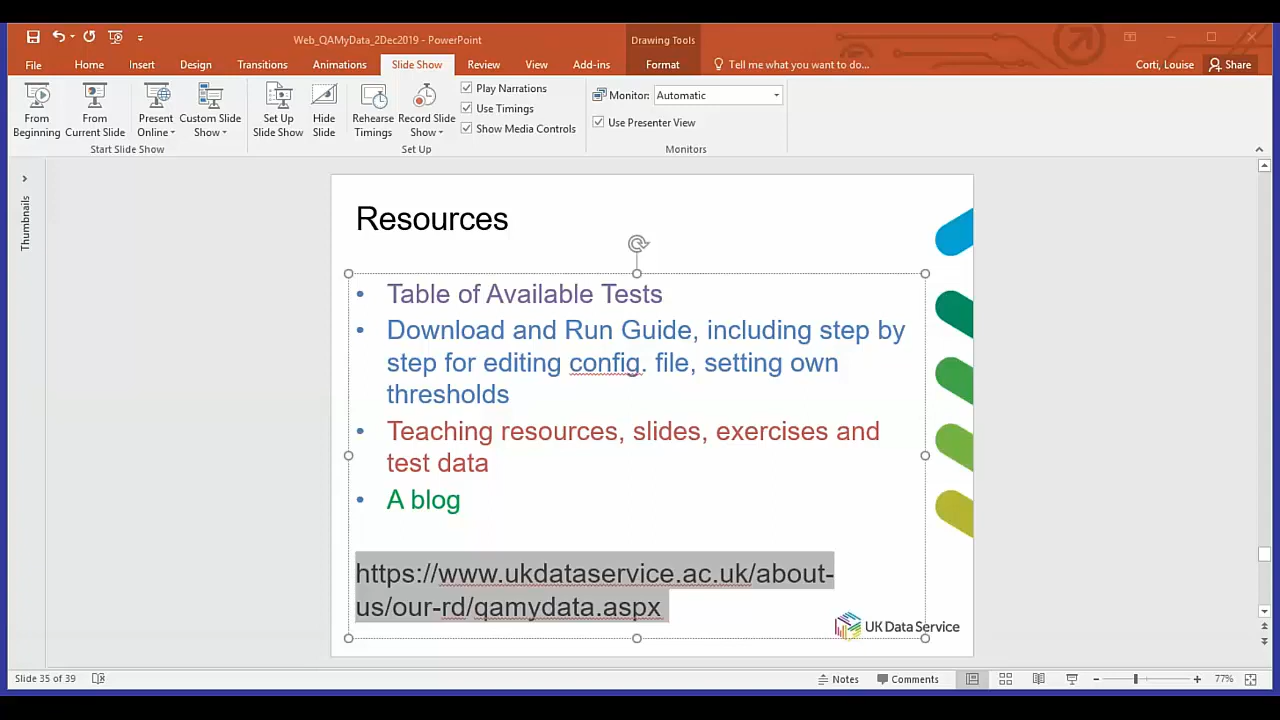 Web_QAMyData_2Dec2019 - PowerPoint
Drawing Tools
File
Home
Insert
Design
Transitions
Animations
Slide Show
Review
View
Add-ins
Format
Tell me what you want to do...
Corti, Louise
Share
From
Beginning
From
Current Slide
Present
Online
Custom Slide
Show
Start Slide Show
Set Up
Slide Show
Hide
Slide
Rehearse
Timings
Record Slide
Show
Play Narrations
Use Timings
Show Media Controls
Set Up
Monitor:
Automatic
Use Presenter View
Monitors
Thumbnails
Resources
• Table of Available Tests
• Download and Run Guide, including step by
step for editing config. file, setting own
thresholds
• Teaching resources, slides, exercises and
test data
• A blog
https://www.ukdataservice.ac.uk/about-
us/our-rd/qamydata.aspx
UK Data Service
Slide 35 of 39
Notes
Comments
77%